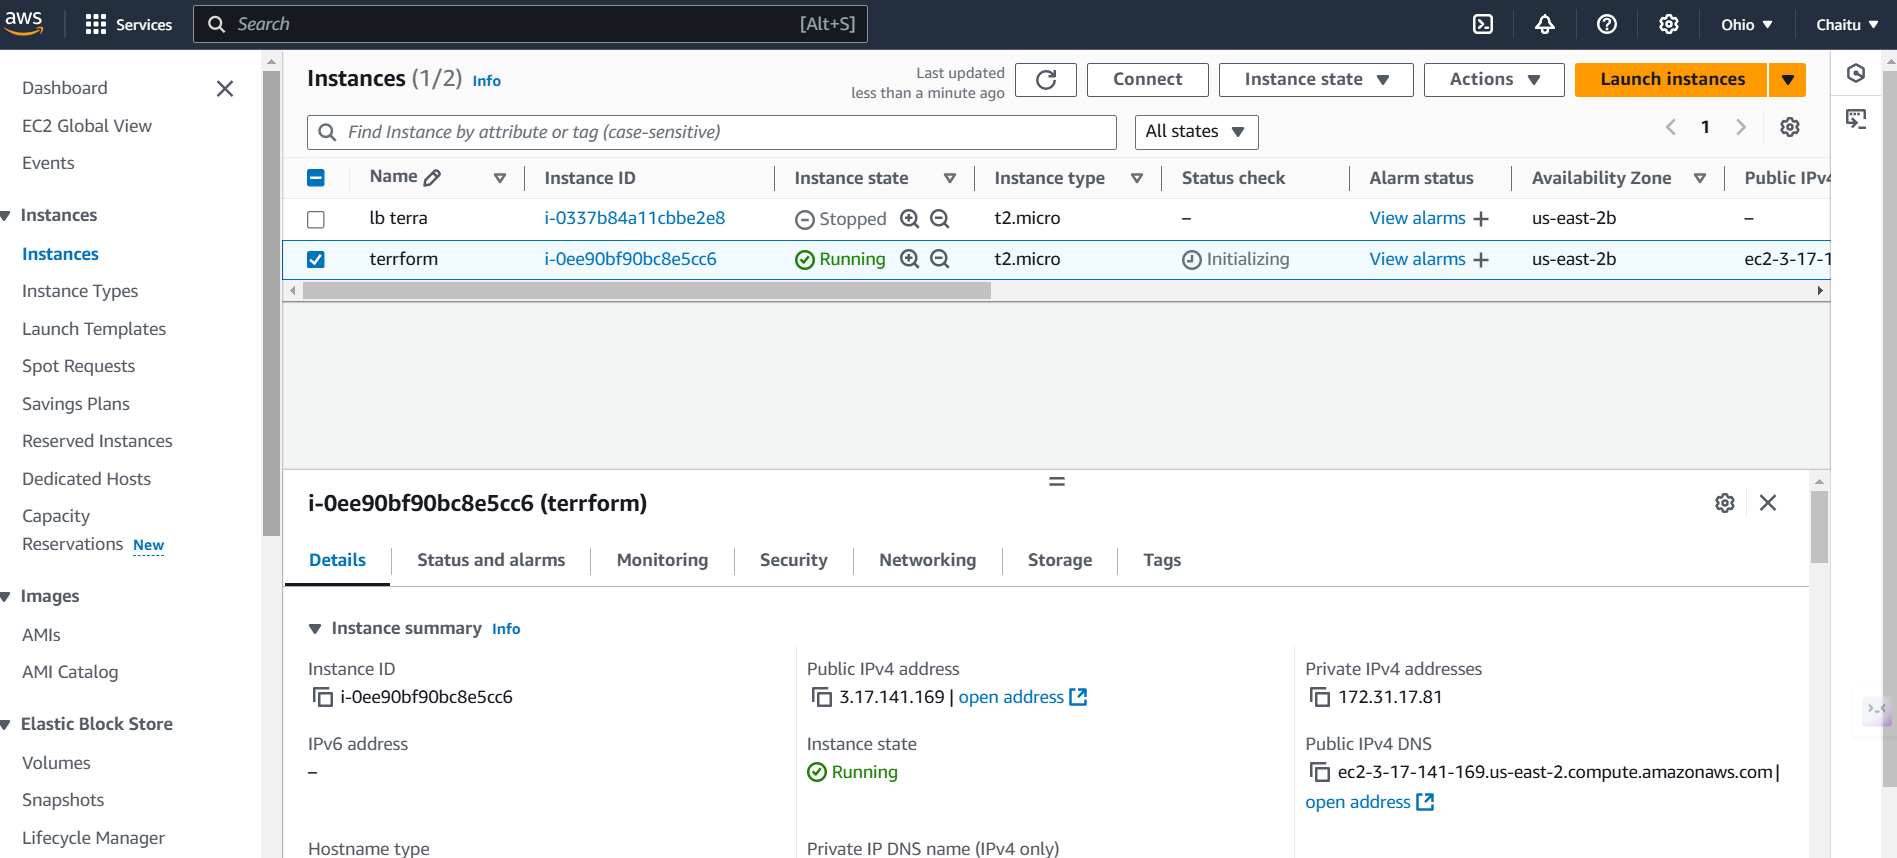 aws Services Search [Alt+S] Ohio Chaitu
Dashboard
EC2 Global View
Events
Instances
Instances
Instance Types
Launch Templates
Spot Requests
Savings Plans
Reserved Instances
Dedicated Hosts
Capacity
Reservations New
Images
AMIs
AMI Catalog
Elastic Block Store
Volumes
Snapshots
Lifecycle Manager
Instances (1/2) Info
Last updated
less than a minute ago
Connect Instance state Actions Launch instances
Find Instance by attribute or tag (case-sensitive) All states 1
Name Instance ID Instance state Instance type Status check Alarm status Availability Zone Public IPv4
lb terra i-0337b84a11cbbe2e8 Stopped t2.micro – View alarms + us-east-2b –
terrform i-0ee90bf90bc8e5cc6 Running t2.micro Initializing View alarms + us-east-2b ec2-3-17-1
i-0ee90bf90bc8e5cc6 (terrform)
Details Status and alarms Monitoring Security Networking Storage Tags
Instance summary Info
Instance ID Public IPv4 address Private IPv4 addresses
i-0ee90bf90bc8e5cc6 3.17.141.169 | open address 172.31.17.81
IPv6 address Instance state Public IPv4 DNS
– Running ec2-3-17-141-169.us-east-2.compute.amazonaws.com |
open address
Hostname type Private IP DNS name (IPv4 only)